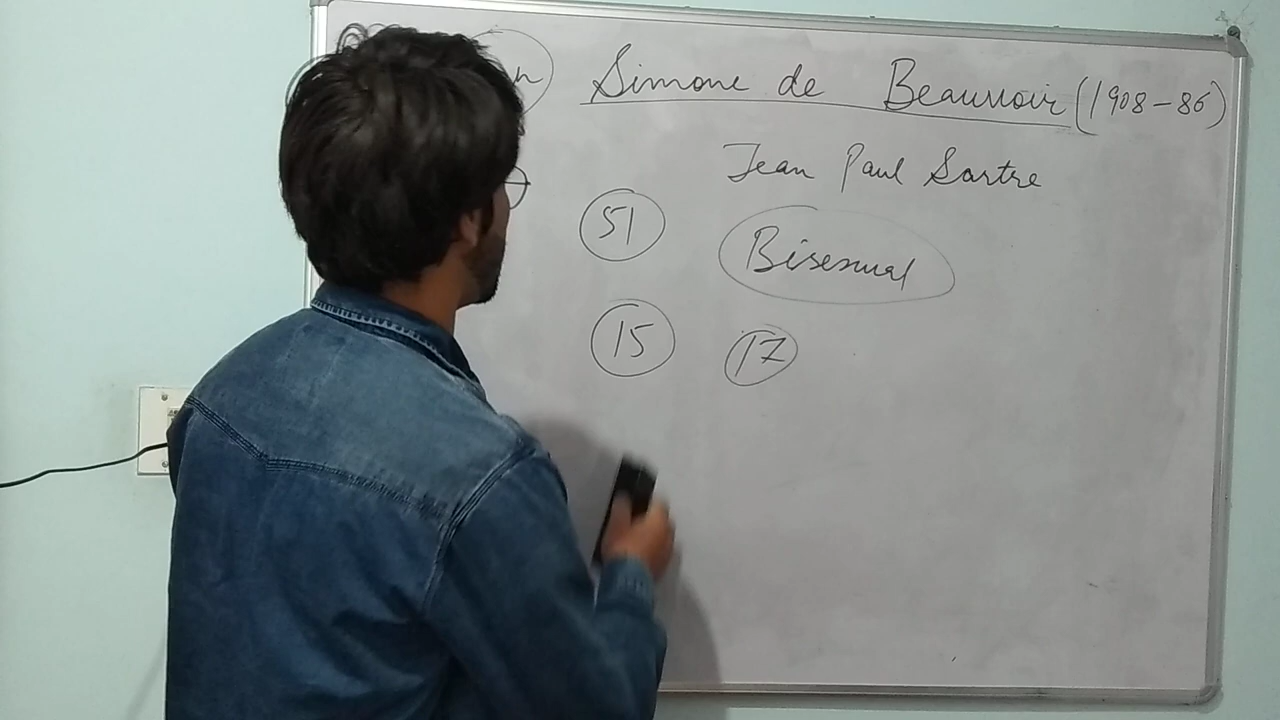 Simone de Beauvoir (1908-86)
Jean Paul Sartre
51
Bisexual
15
17